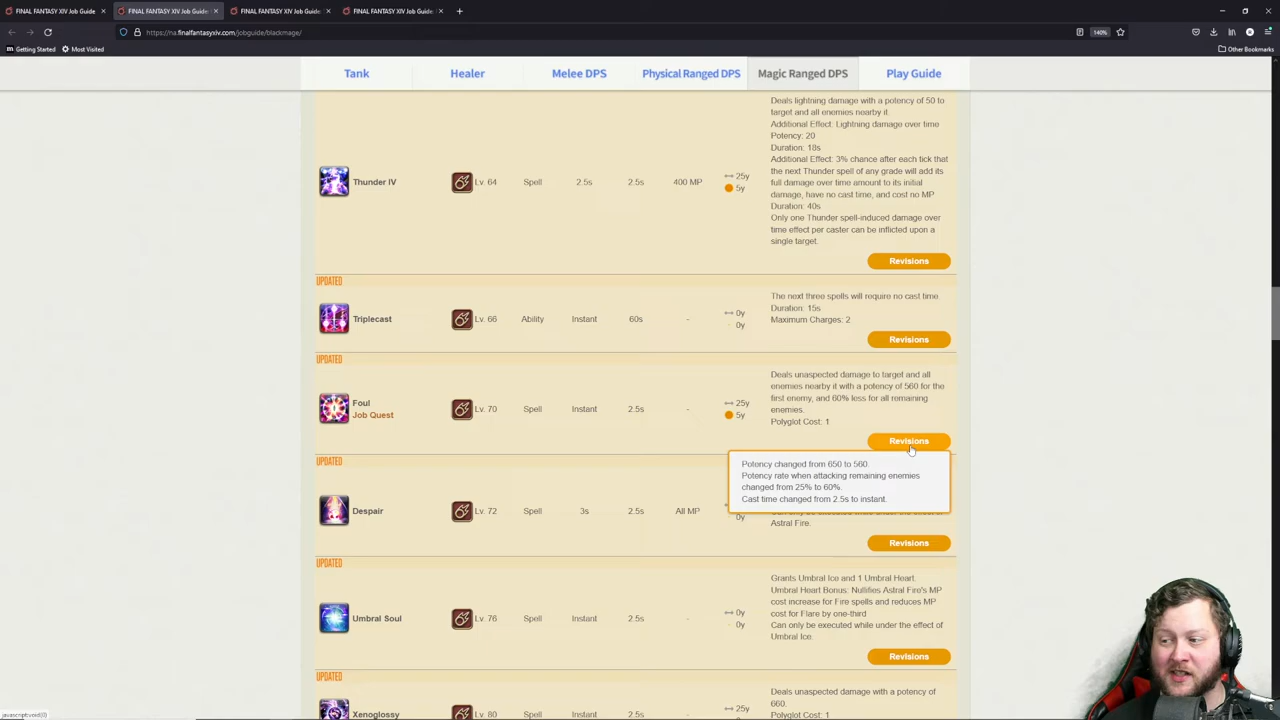 FINAL FANTASY XIV Job Guide:
FINAL FANTASY XIV Job Guide:
FINAL FANTASY XIV Job Guide:
FINAL FANTASY XIV Job Guide:
https://na.finalfantasyxiv.com/jobguide/blackmage/
140%
Getting Started
Most Visited
Other Bookmarks
Tank
Healer
Melee DPS
Physical Ranged DPS
Magic Ranged DPS
Play Guide
Thunder IV
Lv. 64
Spell
2.5s
2.5s
400 MP
25y
5y
Deals lightning damage with a potency of 50 to
target and all enemies nearby it.
Additional Effect: Lightning damage over time
Potency: 20
Duration: 18s
Additional Effect: 3% chance after each tick that
the next Thunder spell of any grade will add its
full damage over time amount to its initial
damage, have no cast time, and cost no MP.
Duration: 40s
Only one Thunder spell-induced damage over
time effect per caster can be inflicted upon a
single target.
Revisions
UPDATED
Triplecast
Lv. 66
Ability
Instant
60s
-
0y
0y
The next three spells will require no cast time.
Duration: 15s
Maximum Charges: 2
Revisions
UPDATED
Foul
Job Quest
Lv. 70
Spell
Instant
2.5s
-
25y
5y
Deals unaspected damage to target and all
enemies nearby it with a potency of 560 for the
first enemy, and 60% less for all remaining
enemies.
Polyglot Cost: 1
Revisions
Potency changed from 650 to 560.
Potency rate when attacking remaining enemies
changed from 25% to 60%.
Cast time changed from 2.5s to instant.
UPDATED
Despair
Lv. 72
Spell
3s
2.5s
All MP
0y
Astral Fire.
Revisions
UPDATED
Umbral Soul
Lv. 76
Spell
Instant
2.5s
-
0y
0y
Grants Umbral Ice and 1 Umbral Heart.
Umbral Heart Bonus: Nullifies Astral Fire's MP
cost increase for Fire spells and reduces MP
cost for Flare by one-third
Can only be executed while under the effect of
Umbral Ice.
Revisions
UPDATED
Xenoglossy
Lv. 80
Spell
Instant
2.5s
-
25y
Deals unaspected damage with a potency of
660.
Polyglot Cost: 1
javascript:void(0)